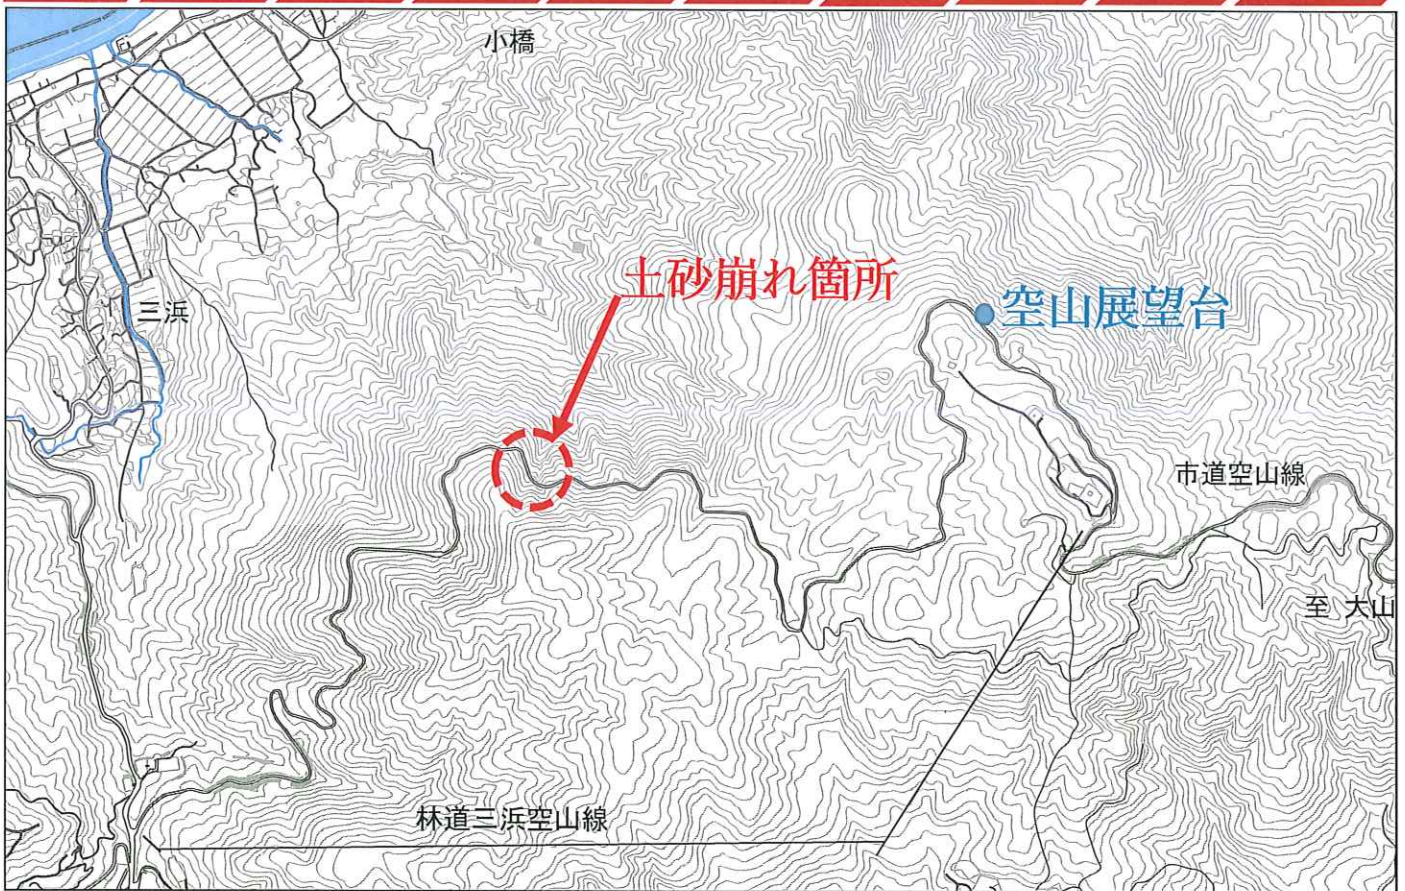 小橋
土砂崩れ箇所
空山展望台
三浜
市道空山線
至 大山
林道三浜空山線